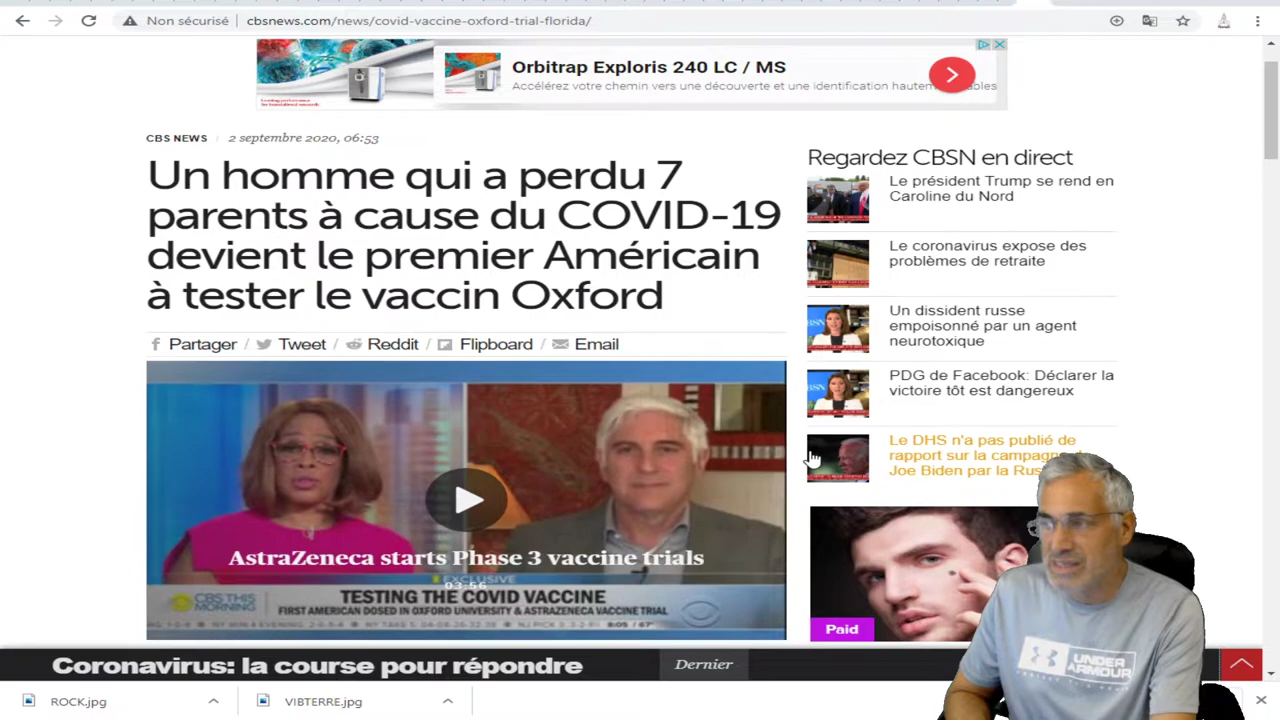 Non sécurisé
cbsnews.com/news/covid-vaccine-oxford-trial-florida/
Orbitrap Exploris 240 LC / MS
Accélérez votre chemin vers une découverte et une identification
CBS NEWS
2 septembre 2020, 06:53
Un homme qui a perdu 7
parents à cause du COVID-19
devient le premier Américain
à tester le vaccin Oxford
Partager / Tweet / Reddit / Flipboard / Email
AstraZeneca starts Phase 3 vaccine trials
EXCLUSIVE
03:56
CBS THIS
MORNING
TESTING THE COVID VACCINE
FIRST AMERICAN DOSED IN OXFORD UNIVERSITY & ASTRAZENECA VACCINE TRIAL
8:05 / 67°
Regardez CBSN en direct
Le président Trump se rend en
Caroline du Nord
Le coronavirus expose des
problèmes de retraite
Un dissident russe
empoisonné par un agent
neurotoxique
PDG de Facebook: Déclarer la
victoire tôt est dangereux
Le DHS n'a pas publié de
rapport sur la campagne
Joe Biden par la
Paid
UNDER
ARMOUR
Coronavirus: la course pour répondre
Dernier
ROCK.jpg
VIBTERRE.jpg